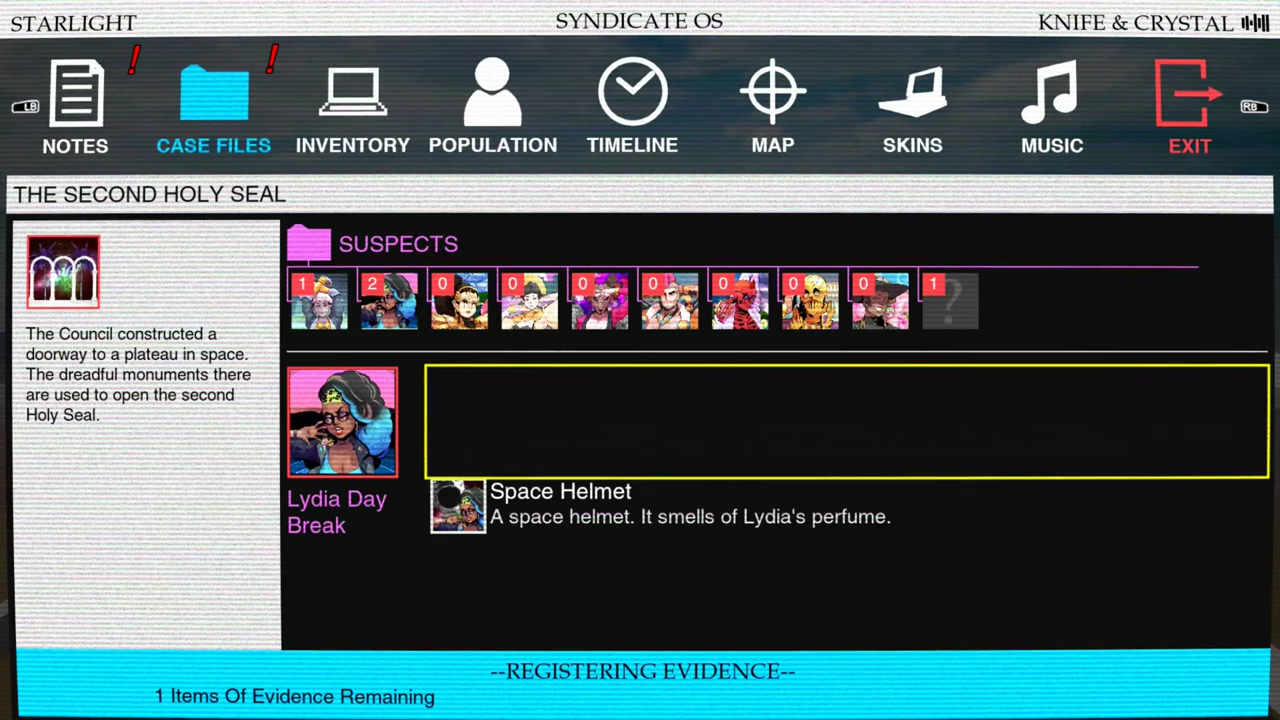 STARLIGHT
SYNDICATE OS
KNIFE & CRYSTAL
! !
LB
RB
NOTES CASE FILES INVENTORY POPULATION TIMELINE MAP SKINS MUSIC EXIT
THE SECOND HOLY SEAL
The Council constructed a
doorway to a plateau in space.
The dreadful monuments there
are used to open the second
Holy Seal.
SUSPECTS
1 2 0 0 0 0 0 0 0 1
?
Lydia Day
Break
Space Helmet
A space helmet. It smells of Lydia's parfume.
--REGISTERING EVIDENCE--
1 Items Of Evidence Remaining